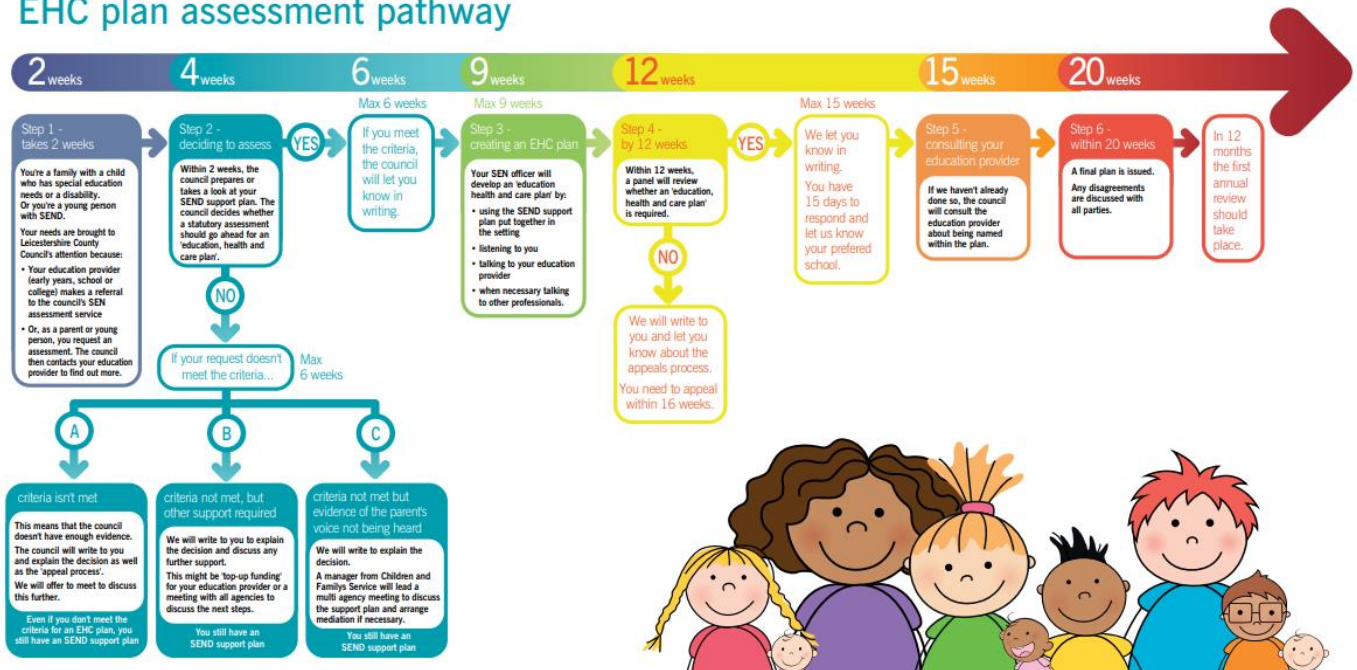 EHC plan assessment pathway
2 weeks
4 weeks
6 weeks
9 weeks
12 weeks
15 weeks
20 weeks
Step 1 -
takes 2 weeks
You're a family with a child
who has special education
needs or a disability.
Or you're a young person
with SEND.
Your needs are brought to
Leicestershire County
Council's attention because:
• Your education provider
(early years, school or
college) makes a referral
to the council's SEN
assessment service
• Or, as a parent or young
person, you request an
assessment. The council
then contacts your education
provider to find out more.
Step 2 -
deciding to assess
Within 2 weeks, the
council prepares or
takes a look at your
SEND support plan. The
council decides whether
a statutory assessment
should go ahead for an
'education, health and
care plan'.
YES
Max 6 weeks
If you meet
the criteria,
the council
will let you
know in
writing.
NO
If your request doesn't
meet the criteria...
Max
6 weeks
A
criteria isn't met
This means that the council
doesn't have enough evidence.
The council will write to you
and explain the decision as well
as the 'appeal process'.
We will offer to meet to discuss
this further.
Even if you don't meet the
criteria for an EHC plan, you
still have an SEND support plan
B
criteria not met, but
other support required
We will write to you to explain
the decision and discuss any
further support.
This might be 'top-up funding'
for your education provider or a
meeting with all agencies to
discuss the next steps.
You still have an
SEND support plan
C
criteria not met but
evidence of the parent's
voice not being heard
We will write to explain the
decision.
A manager from Children and
Familys Service will lead a
multi agency meeting to discuss
the support plan and arrange
mediation if necessary.
You still have an
SEND support plan
Max 9 weeks
Step 3 -
creating an EHC plan
Your SEN officer will
develop an 'education
health and care plan' by:
• using the SEND support
plan put together in
the setting
• listening to you
• talking to your education
provider
• when necessary talking
to other professionals.
Step 4 -
by 12 weeks
Within 12 weeks,
a panel will review
whether an 'education,
health and care plan'
is required.
YES
NO
We will write to
you and let you
know about the
appeals process.
You need to appeal
within 16 weeks.
Max 15 weeks
We let you
know in
writing.
You have
15 days to
respond and
let us know
your prefered
school.
Step 5 -
consulting your
education provider
If we haven't already
done so, the council
will consult the
education provider
about being named
within the plan.
Step 6 -
within 20 weeks
A final plan is issued.
Any disagreements
are discussed with
all parties.
In 12
months
the first
annual
review
should
take
place.